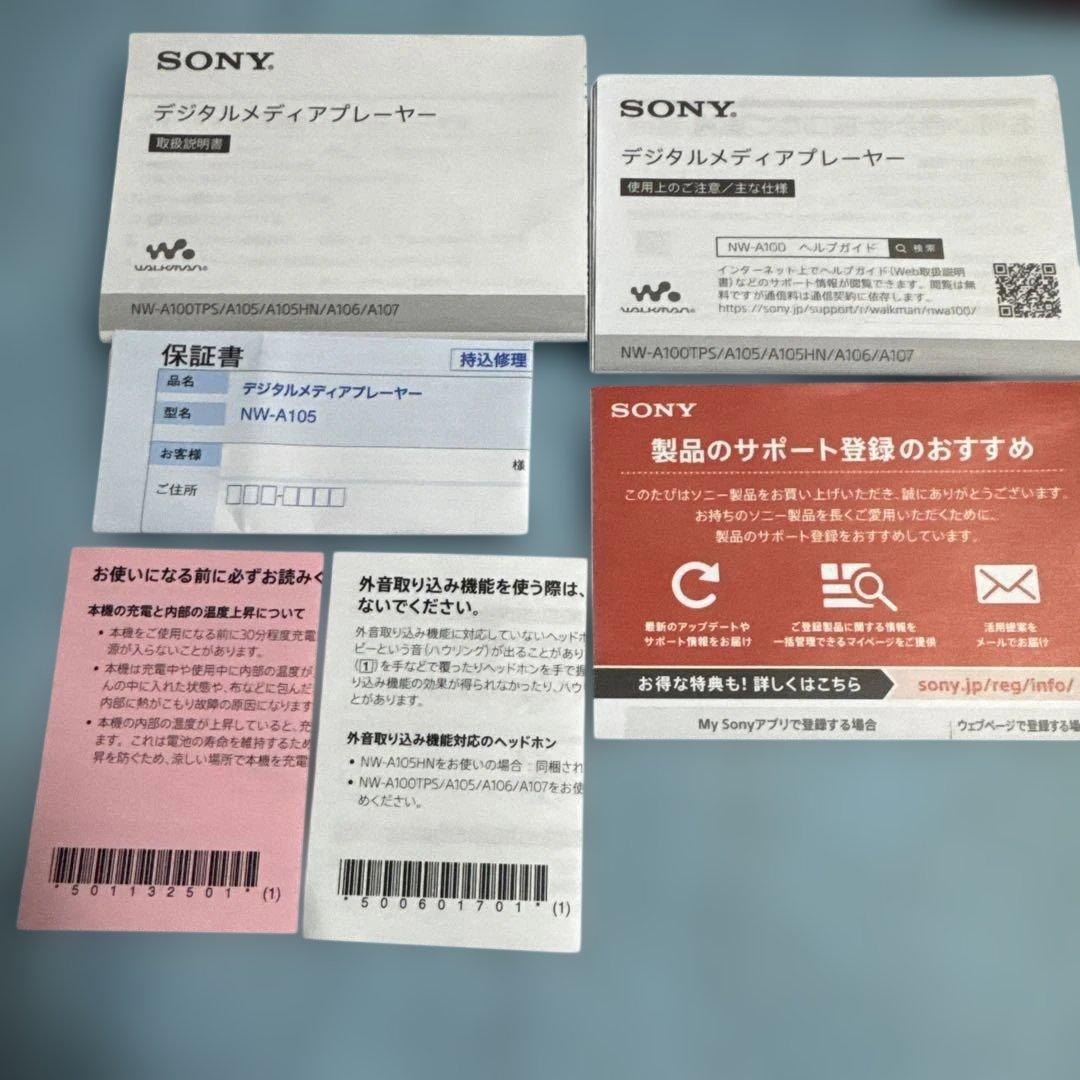 SONY®
デジタルメディアプレーヤー
取扱説明書
WALKMAN®
NW-A100TPS/A105/A105HN/A106/A107
SONY®
デジタルメディアプレーヤー
使用上のご注意／主な仕様
NW-A100 ヘルプガイド 検索
インターネット上でヘルプガイド(Web取扱説明
書)などのサポート情報が閲覧できます。閲覧は無
料ですが通信料は通信契約に依存します。
https://sony.jp/support/r/walkman/nwa100/
WALKMAN®
NW-A100TPS/A105/A105HN/A106/A107
保証書 持込修理
品名 デジタルメディアプレーヤー
型名 NW-A105
お客様 様
ご住所
SONY
製品のサポート登録のおすすめ
このたびはソニー製品をお買い上げいただき、誠にありがとうございます。
お持ちのソニー製品を長くご愛用いただくために、
製品のサポート登録をおすすめしています。
最新のアップデートや
サポート情報をお届け
ご登録製品に関する情報を
一括管理できるマイページをご提供
活用提案を
メールでお届け
お得な特典も! 詳しくはこちら sony.jp/reg/info/
My Sonyアプリで登録する場合 ウェブページで登録する場
お使いになる前に必ずお読みく
本機の充電と内部の温度上昇について
• 本機をご使用になる前に30分程度充電
源が入らないことがあります。
• 本機は充電中や使用中に内部の温度が
んの中に入れた状態や、布などに包んだ
内部に熱がこもり故障の原因になります
• 本機の内部の温度が上昇していると、充
ます。これは電池の寿命を維持するため
昇を防ぐため、涼しい場所で本機を充電
*501132501* (1)
外音取り込み機能を使う際は、
ないでください。
外音取り込み機能に対応していないヘッドホ
ピーという音(ハウリング)が出ることがあり
(1)を手などで覆ったりヘッドホンを手で握
り込み機能の効果が得られなかったり、ハウ
とがあります。
外音取り込み機能対応のヘッドホン
• NW-A105HNをお使いの場合：同梱され
• NW-A100TPS/A105/A106/A107をお使
めください。
*500601701* (1)